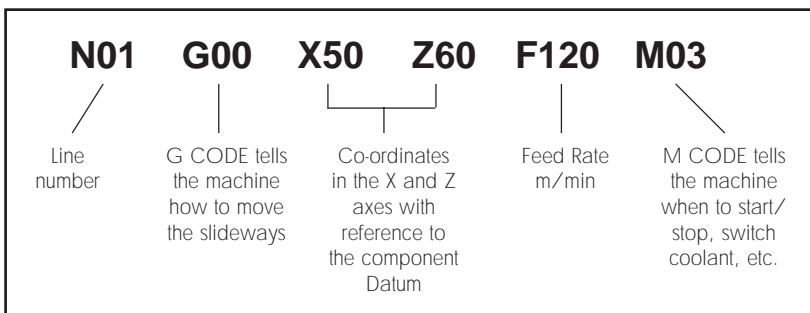 N01 G00 X50 Z60 F120 M03
Line
number
G CODE tells
the machine
how to move
the slideways
Co-ordinates
in the X and Z
axes with
reference to
the component
Datum
Feed Rate
m/min
M CODE tells
the machine
when to start/
stop, switch
coolant, etc.